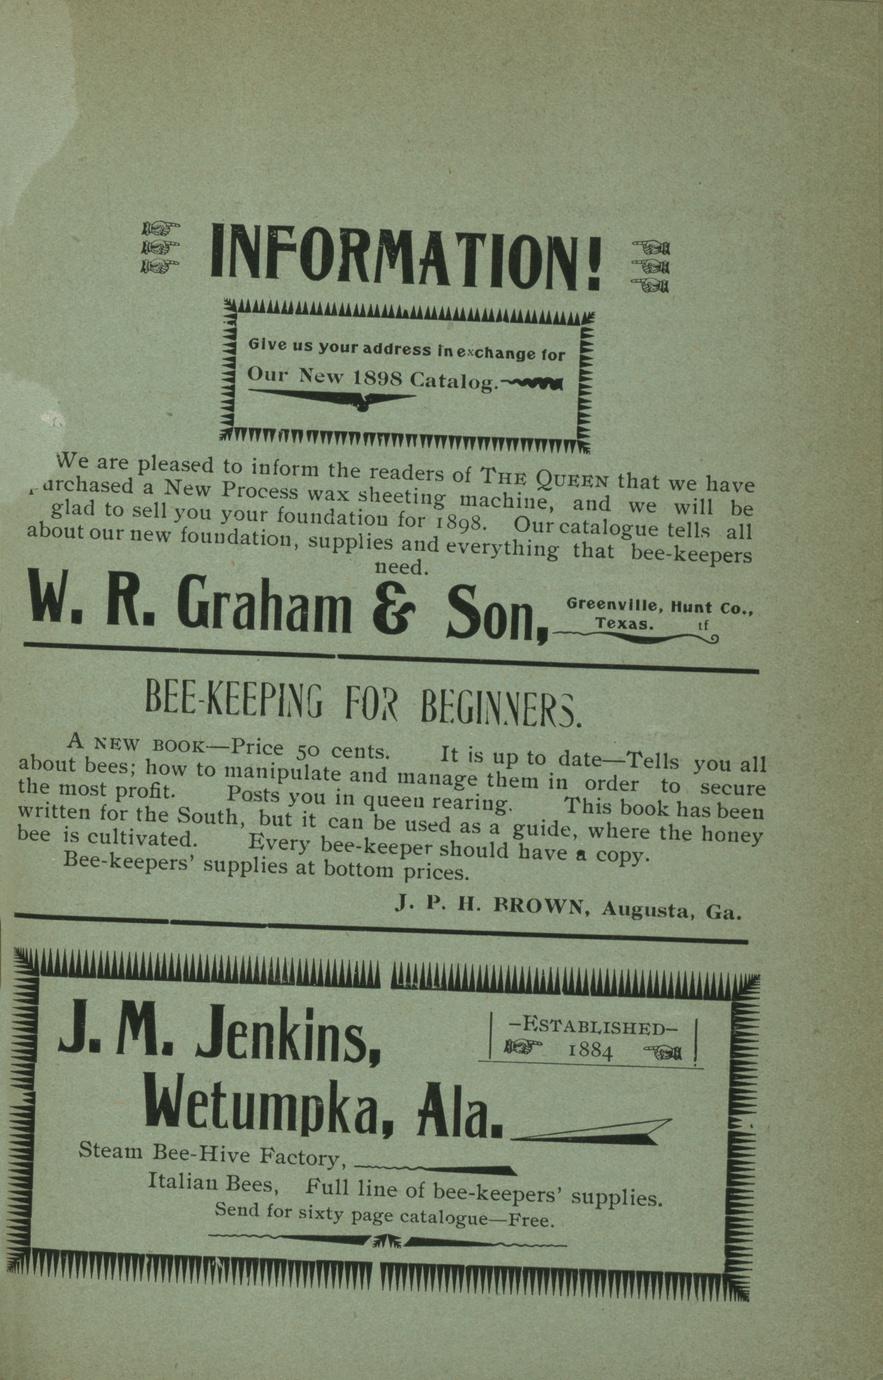 INFORMATION!
Give us your address in exchange for
Our New 1898 Catalog.
We are pleased to inform the readers of THE QUEEN that we have
urchased a New Process wax sheeting machine, and we will be
glad to sell you your foundation for 1898. Our catalogue tells all
about our new foundation, supplies and everything that bee-keepers
need.
W. R. Graham & Son, Greenville, Hunt Co.,
Texas. tf
BEE-KEEPING FOR BEGINNERS.
A NEW BOOK—Price 50 cents. It is up to date—Tells you all
about bees; how to manipulate and manage them in order to secure
the most profit. Posts you in queen rearing. This book has been
written for the South, but it can be used as a guide, where the honey
bee is cultivated. Every bee-keeper should have a copy.
Bee-keepers' supplies at bottom prices.
J. P. H. BROWN, Augusta, Ga.
J. M. Jenkins,
–ESTABLISHED–
1884
Wetumpka, Ala.
Steam Bee-Hive Factory,
Italian Bees, Full line of bee-keepers' supplies.
Send for sixty page catalogue—Free.